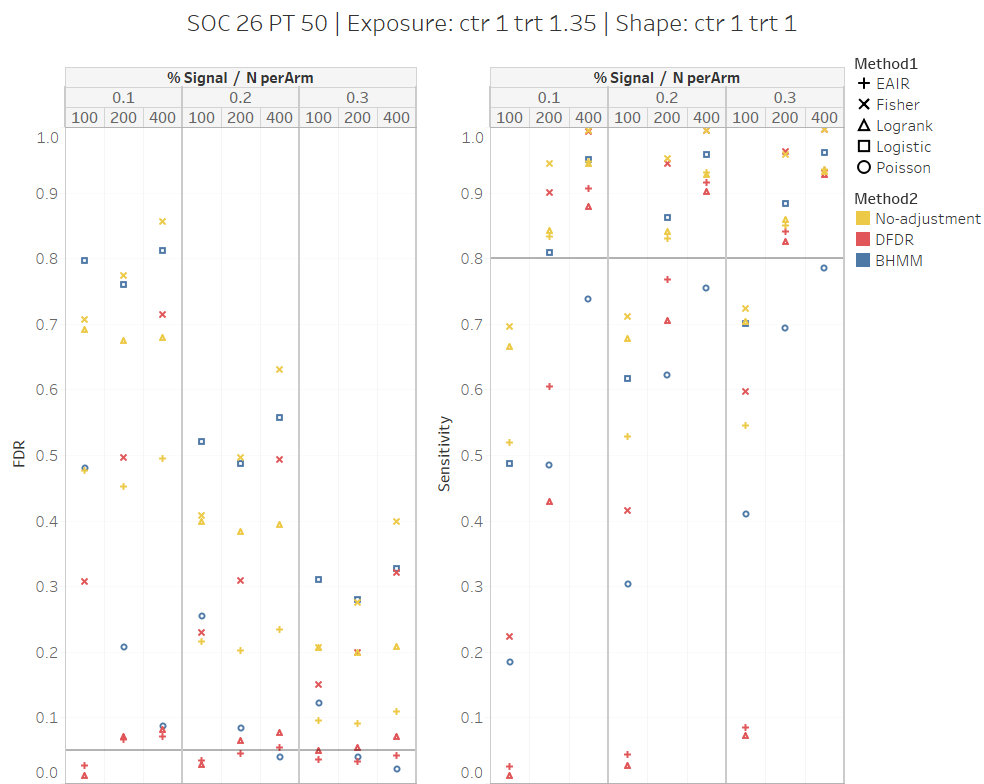 SOC 26 PT 50 | Exposure: ctr 1 trt 1.35 | Shape: ctr 1 trt 1
% Signal / N perArm
0.1 0.2 0.3
100 200 400 100 200 400 100 200 400
1.0
0.9
0.8
0.7
0.6
0.5
0.4
0.3
0.2
0.1
0.0
FDR
% Signal / N perArm
0.1 0.2 0.3
100 200 400 100 200 400 100 200 400
1.0
0.9
0.8
0.7
0.6
0.5
0.4
0.3
0.2
0.1
0.0
Sensitivity
Method1
EAIR
Fisher
Logrank
Logistic
Poisson
Method2
No-adjustment
DFDR
BHMM